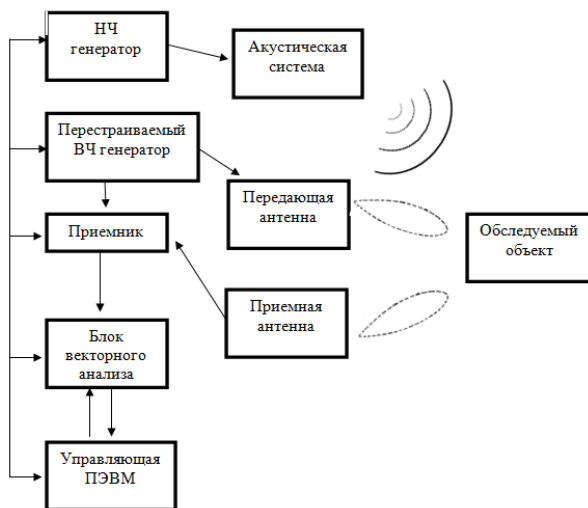 НЧ
генератор
Акустическая
система
Перестраиваемый
ВЧ генератор
Передающая
антенна
Обследуемый
объект
Приемник
Приемная
антенна
Блок
векторного
анализа
Управляющая
ПЭВМ